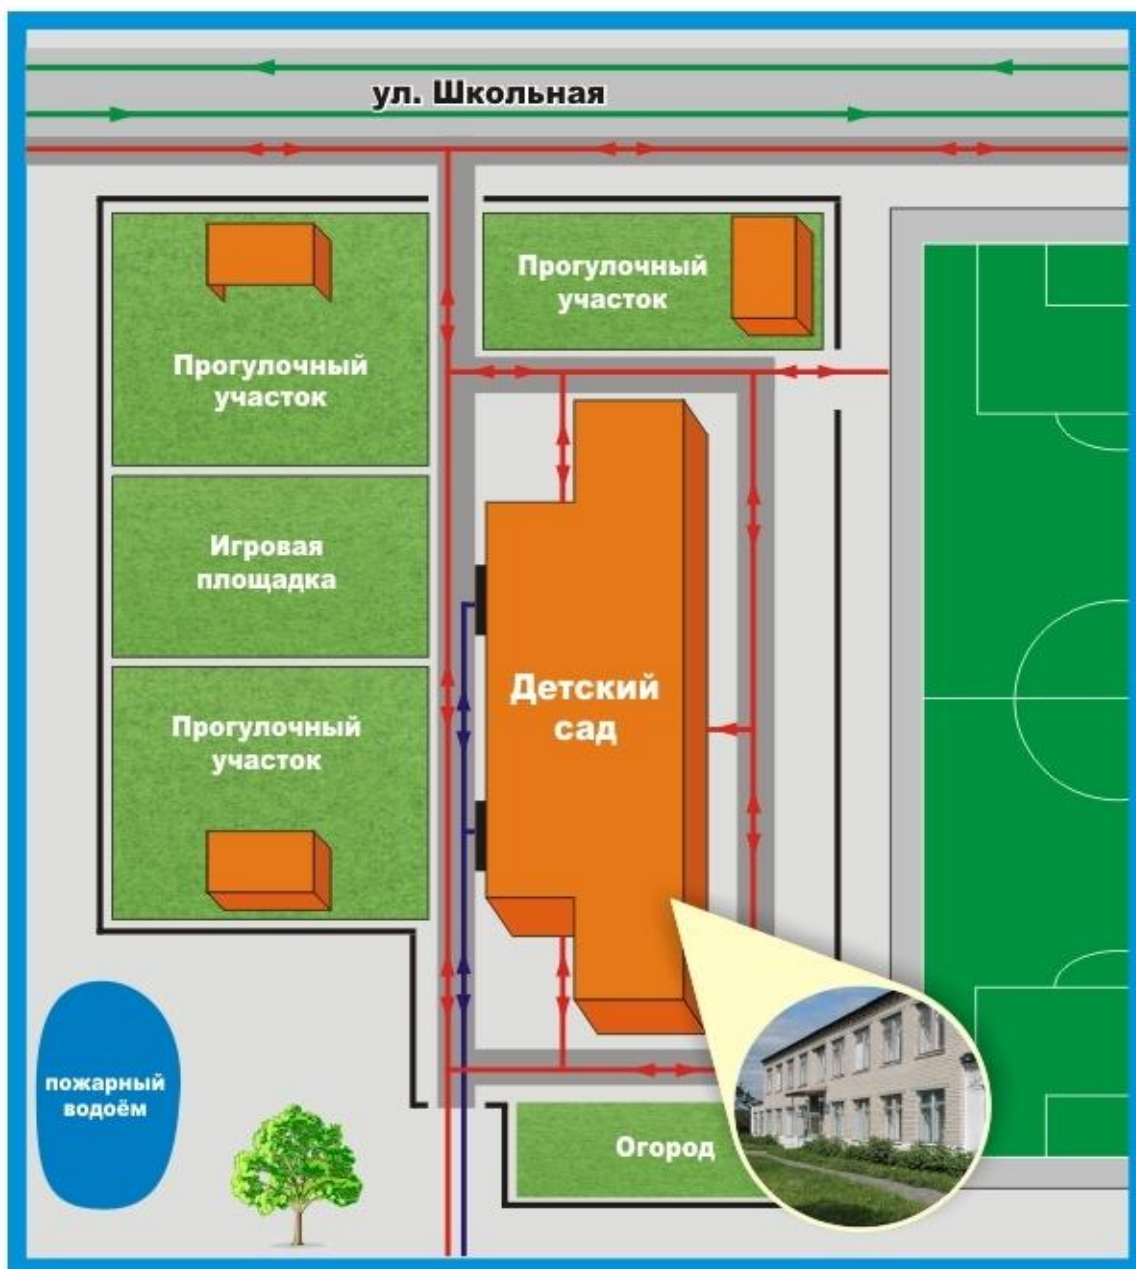 ул. Школьная
Прогулочный
участок
Прогулочный
участок
Игровая
площадка
Детский
сад
Прогулочный
участок
пожарный
водоём
Огород